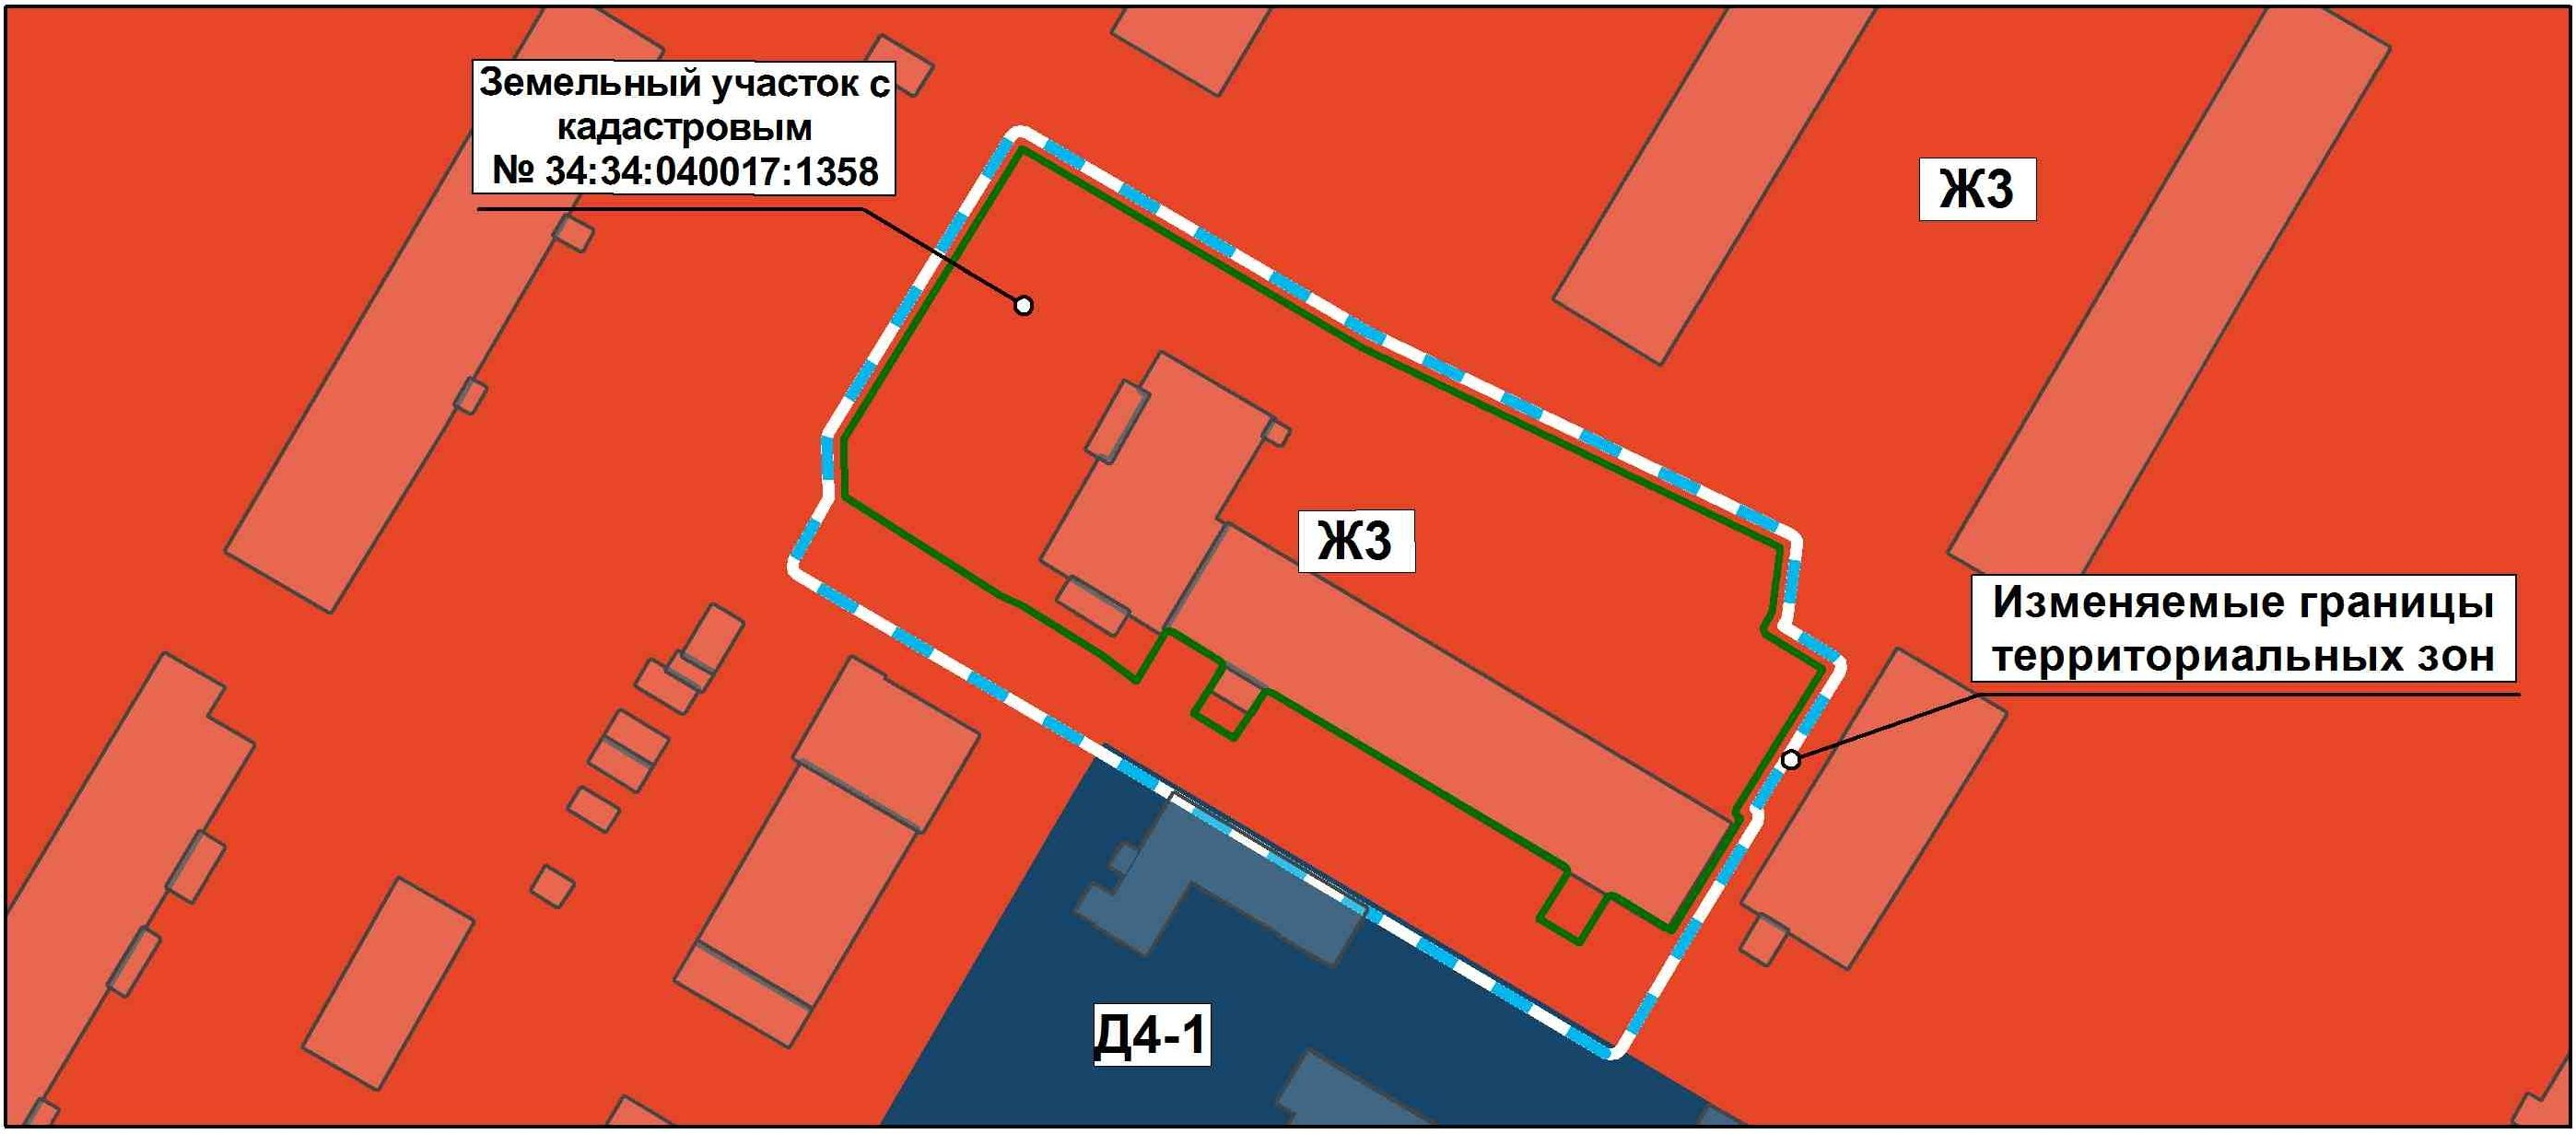 Земельный участок с
кадастровым
№ 34:34:040017:1358
Ж3
Ж3
Изменяемые границы
территориальных зон
Д4-1